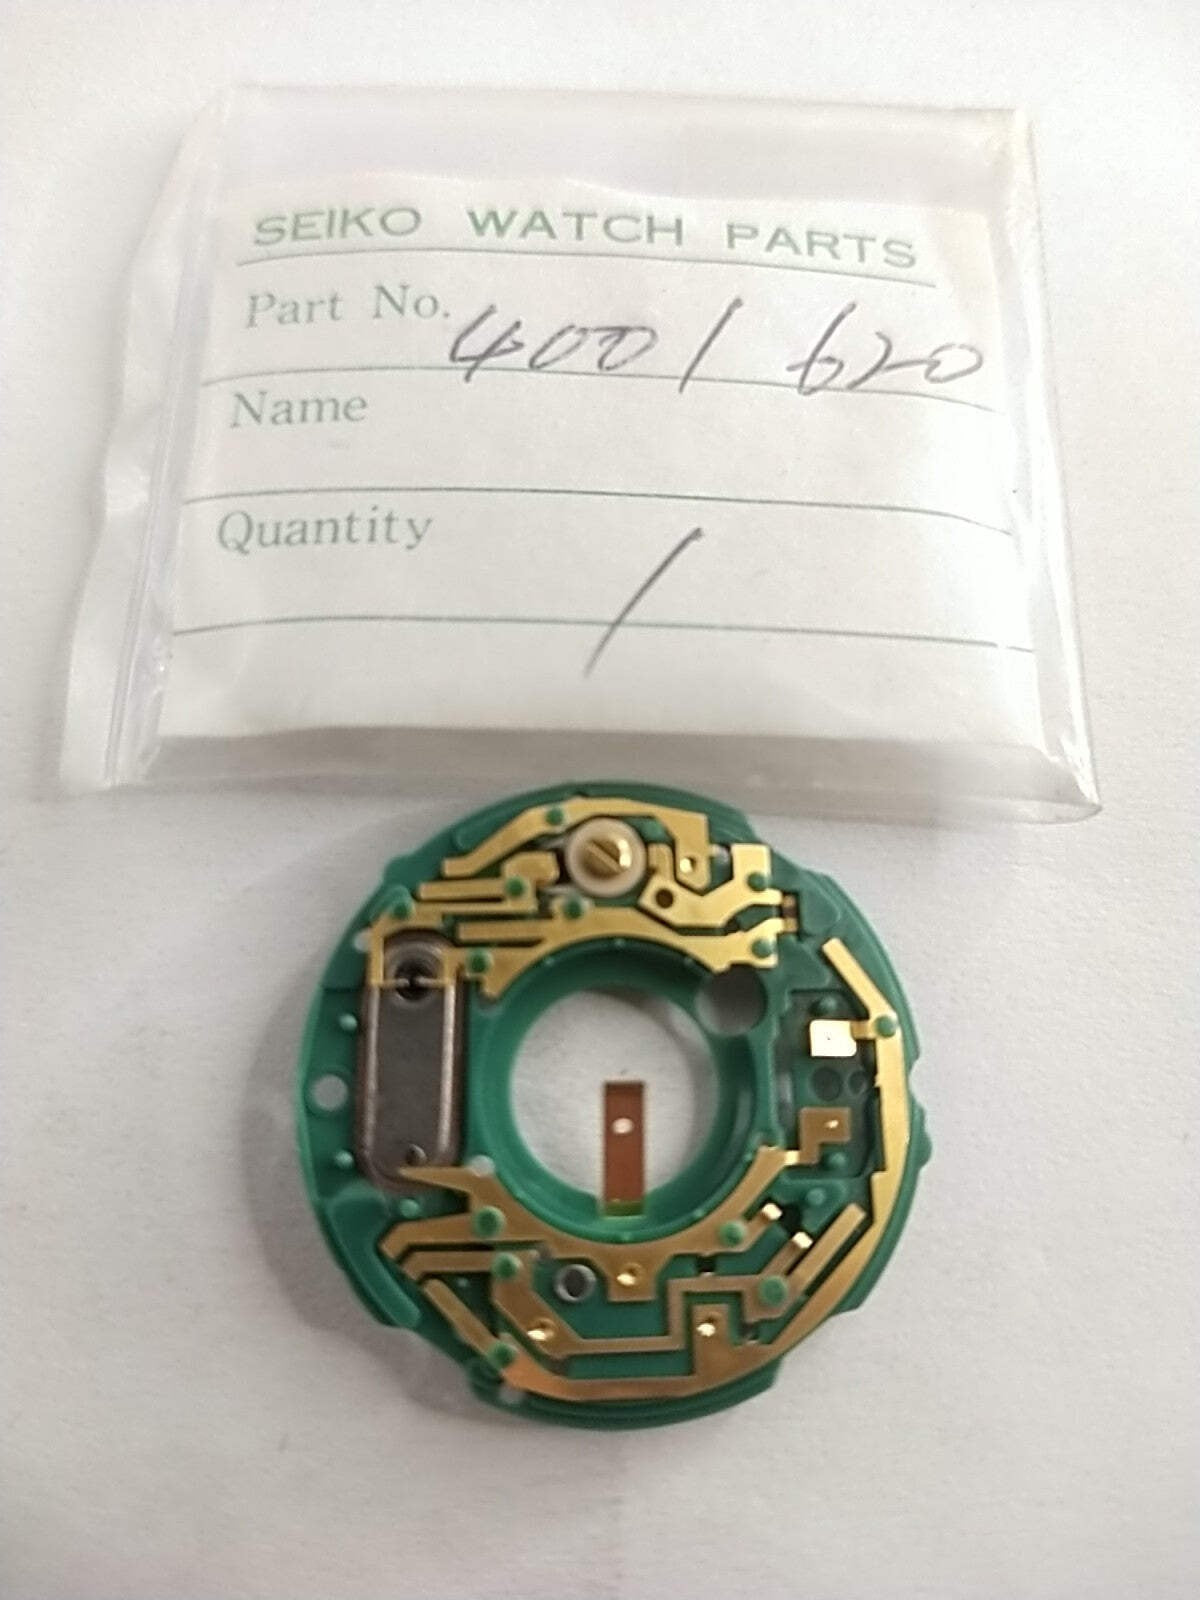 SEIKO WATCH PARTS
Part No. 4001 620
Name
Quantity 1